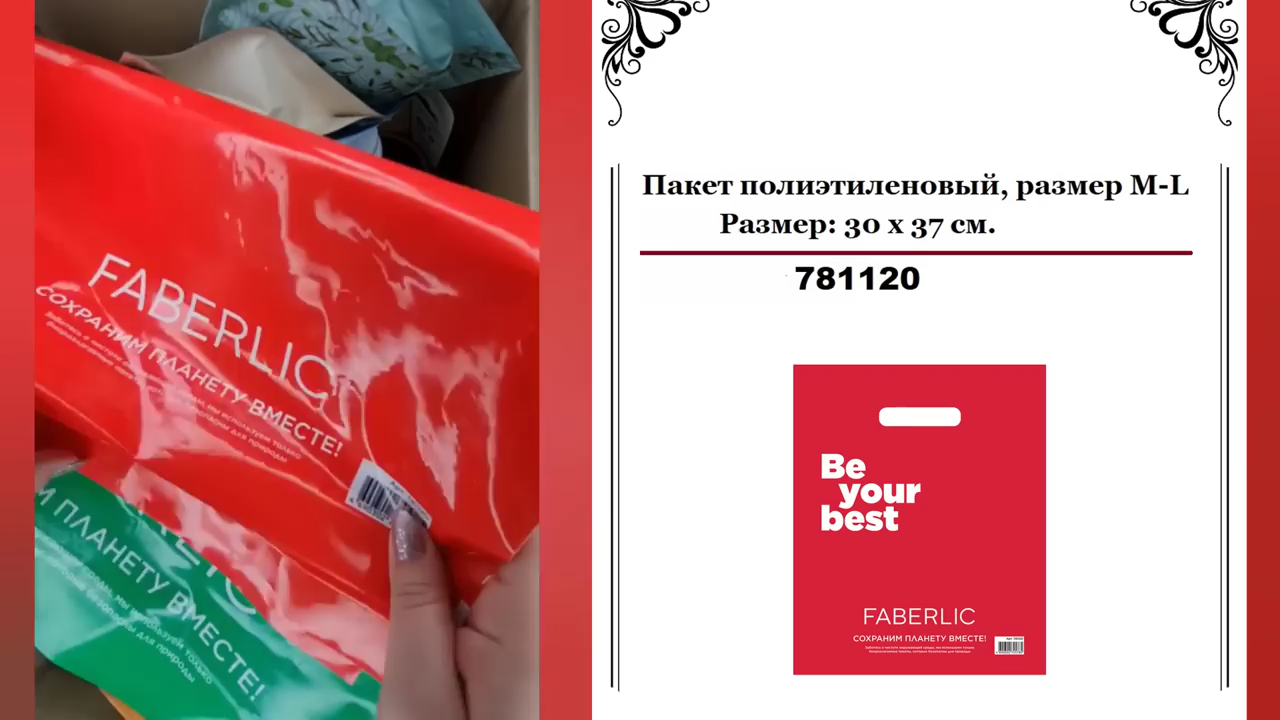 FABERLIC
СОХРАНИМ ПЛАНЕТУ ВМЕСТЕ!
М ПЛАНЕТУ ВМЕСТЕ!
Пакет полиэтиленовый, размер M-L
Размер: 30 х 37 см.
781120
Be
your
best
FABERLIC
СОХРАНИМ ПЛАНЕТУ ВМЕСТЕ!